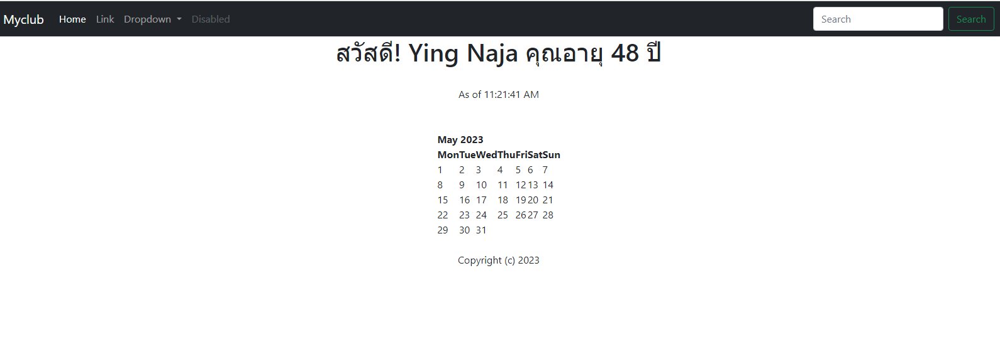 Myclub Home Link Dropdown Disabled Search Search
สวัสดี! Ying Naja คุณอายุ 48 ปี
As of 11:21:41 AM
May 2023
Mon Tue Wed Thu Fri Sat Sun
1 2 3 4 5 6 7
8 9 10 11 12 13 14
15 16 17 18 19 20 21
22 23 24 25 26 27 28
29 30 31
Copyright (c) 2023